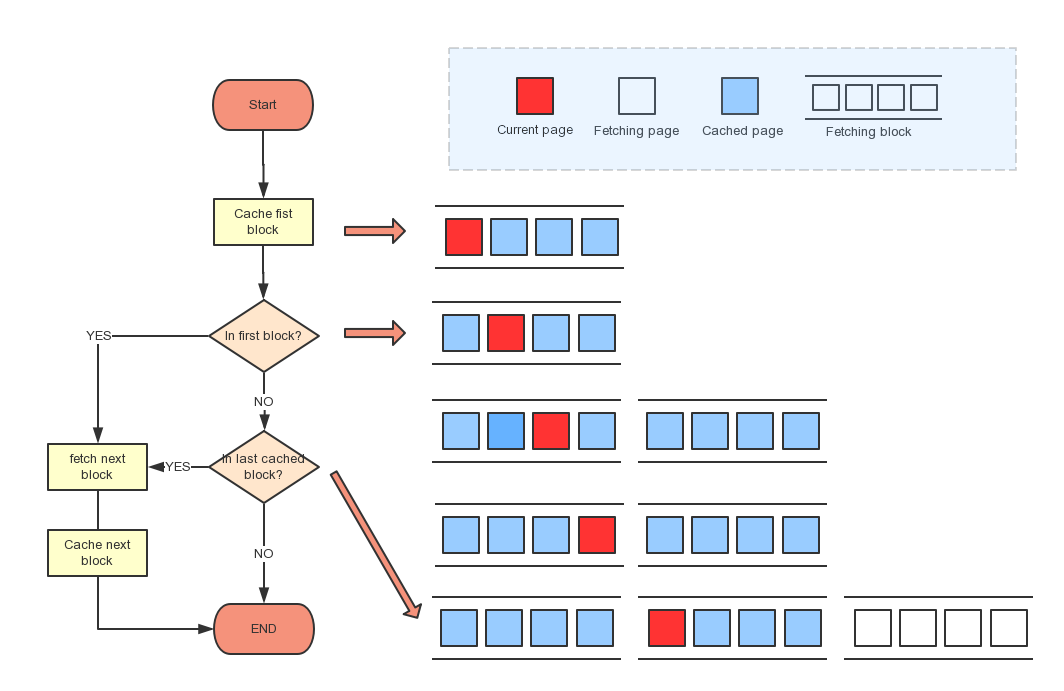 Start
Current page
Fetching page
Cached page
Fetching block
Cache fist
block
In first block?
YES
NO
fetch next
block
YES
In last cached
block?
Cache next
block
NO
END